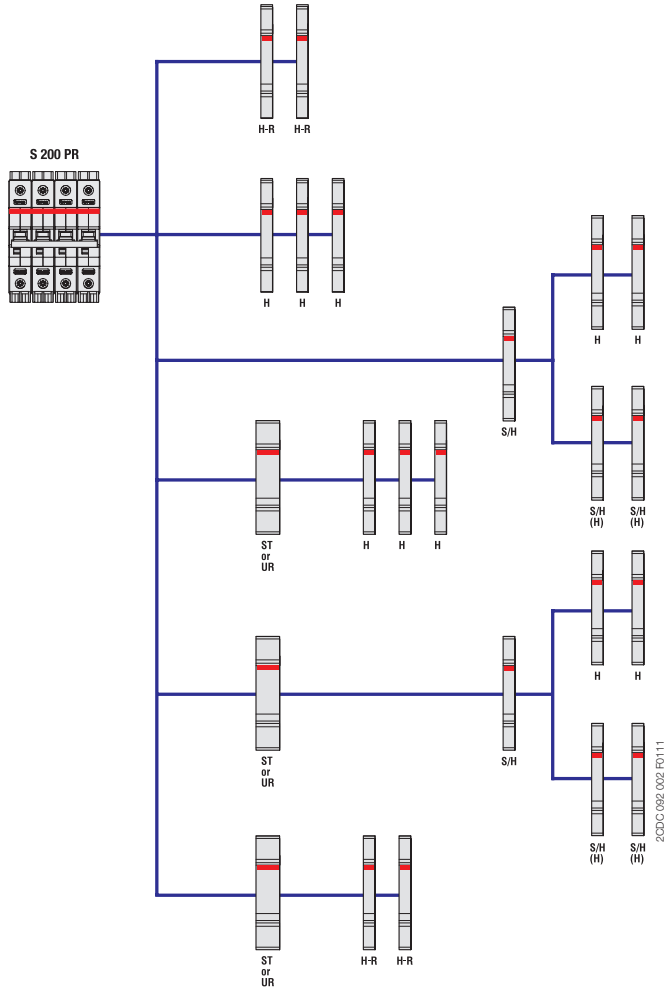 H-R H-R
S 200 PR
H H H
H H
S/H
S/H
(H)
S/H
(H)
ST
or
UR
H H H
H H
ST
or
UR
S/H
S/H
(H)
S/H
(H)
2CDC 092 002 F0111
ST
or
UR
H-R H-R